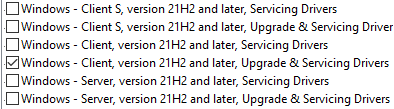 Windows - Client S, version 21H2 and later, Servicing Drivers
Windows - Client S, version 21H2 and later, Upgrade & Servicing Drivers
Windows - Client, version 21H2 and later, Servicing Drivers
Windows - Client, version 21H2 and later, Upgrade & Servicing Drivers
Windows - Server, version 21H2 and later, Servicing Drivers
Windows - Server, version 21H2 and later, Upgrade & Servicing Drivers